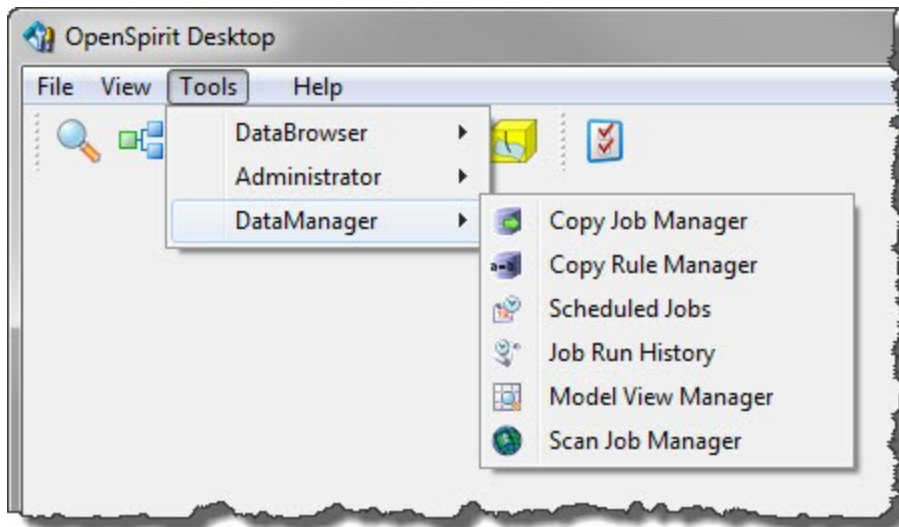 OpenSpirit Desktop
File View Tools Help
DataBrowser
Administrator
DataManager
Copy Job Manager
Copy Rule Manager
Scheduled Jobs
Job Run History
Model View Manager
Scan Job Manager